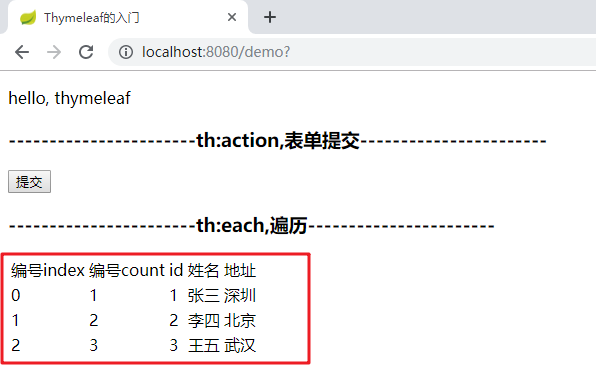 Thymeleaf的入门
localhost:8080/demo?
hello, thymeleaf
-----------------------th:action,表单提交-----------------------
提交
-----------------------th:each,遍历-----------------------
编号index 编号count id 姓名 地址
0 1 1 张三 深圳
1 2 2 李四 北京
2 3 3 王五 武汉